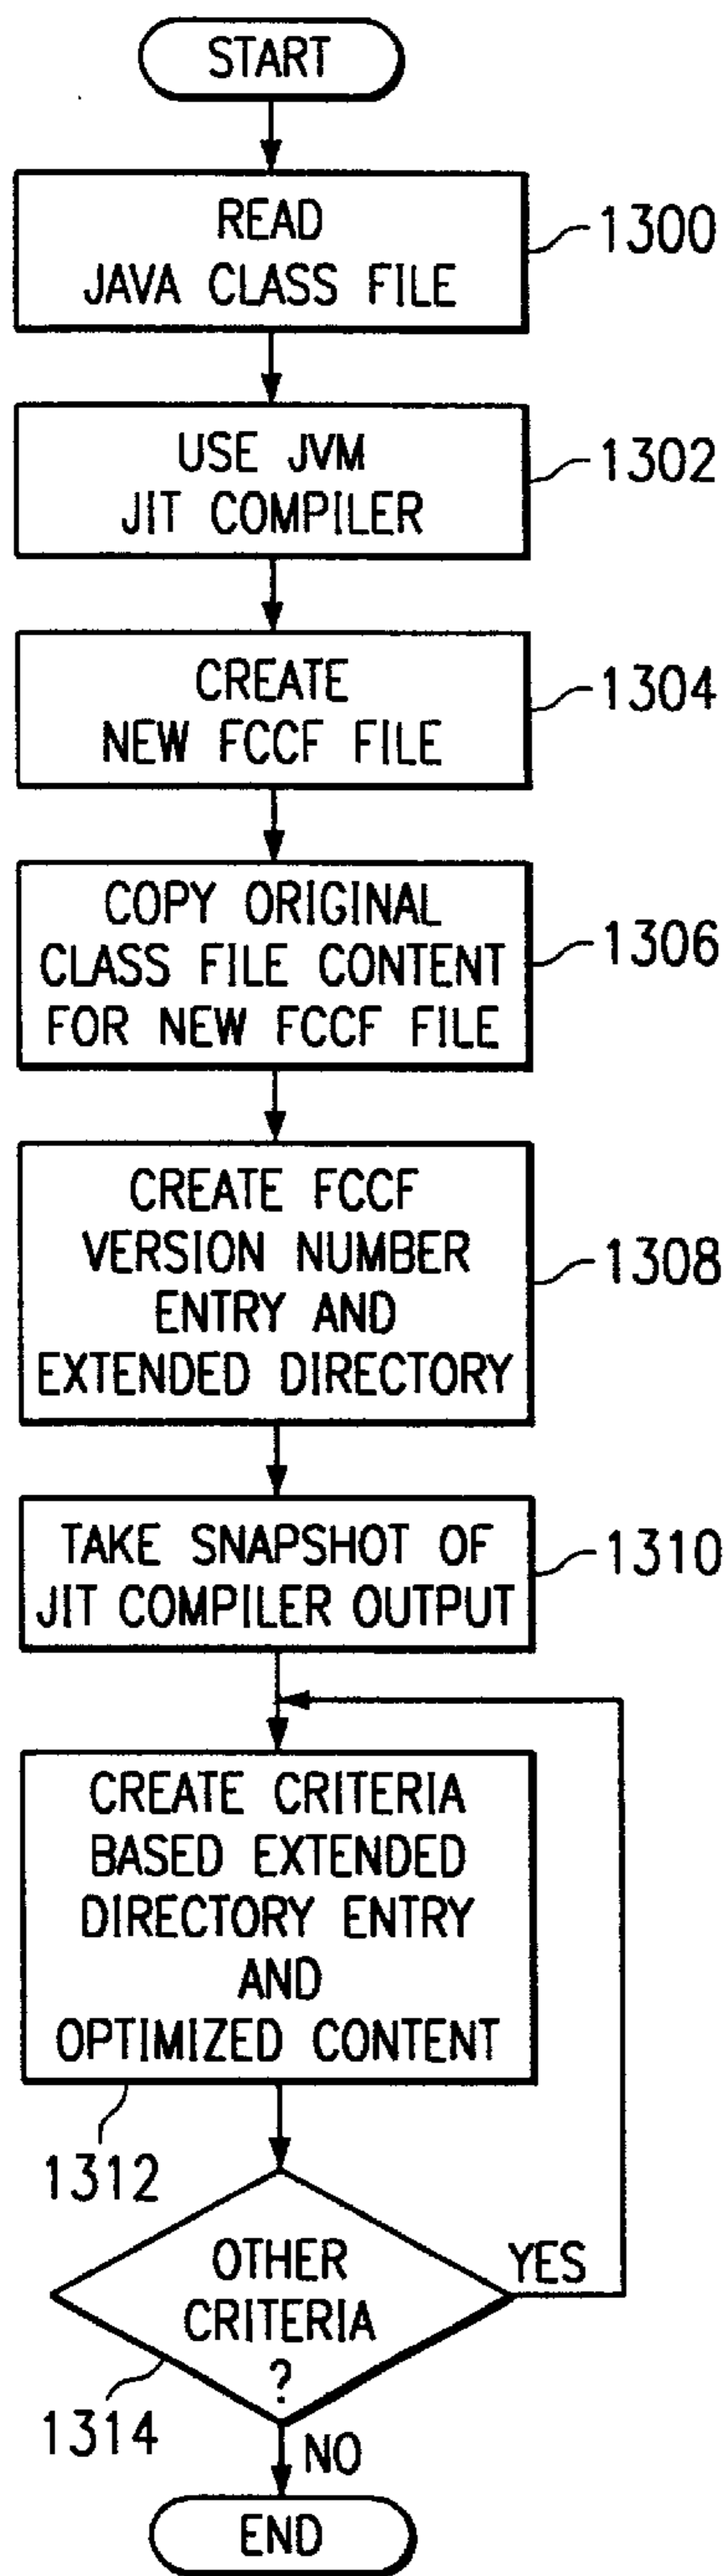 START
READ
JAVA CLASS FILE
1300
USE JVM
JIT COMPILER
1302
CREATE
NEW FCCF FILE
1304
COPY ORIGINAL
CLASS FILE CONTENT
FOR NEW FCCF FILE
1306
CREATE FCCF
VERSION NUMBER
ENTRY AND
EXTENDED DIRECTORY
1308
TAKE SNAPSHOT OF
JIT COMPILER OUTPUT
1310
CREATE CRITERIA
BASED EXTENDED
DIRECTORY ENTRY
AND
OPTIMIZED CONTENT
1312
OTHER
CRITERIA
?
YES
1314
NO
END